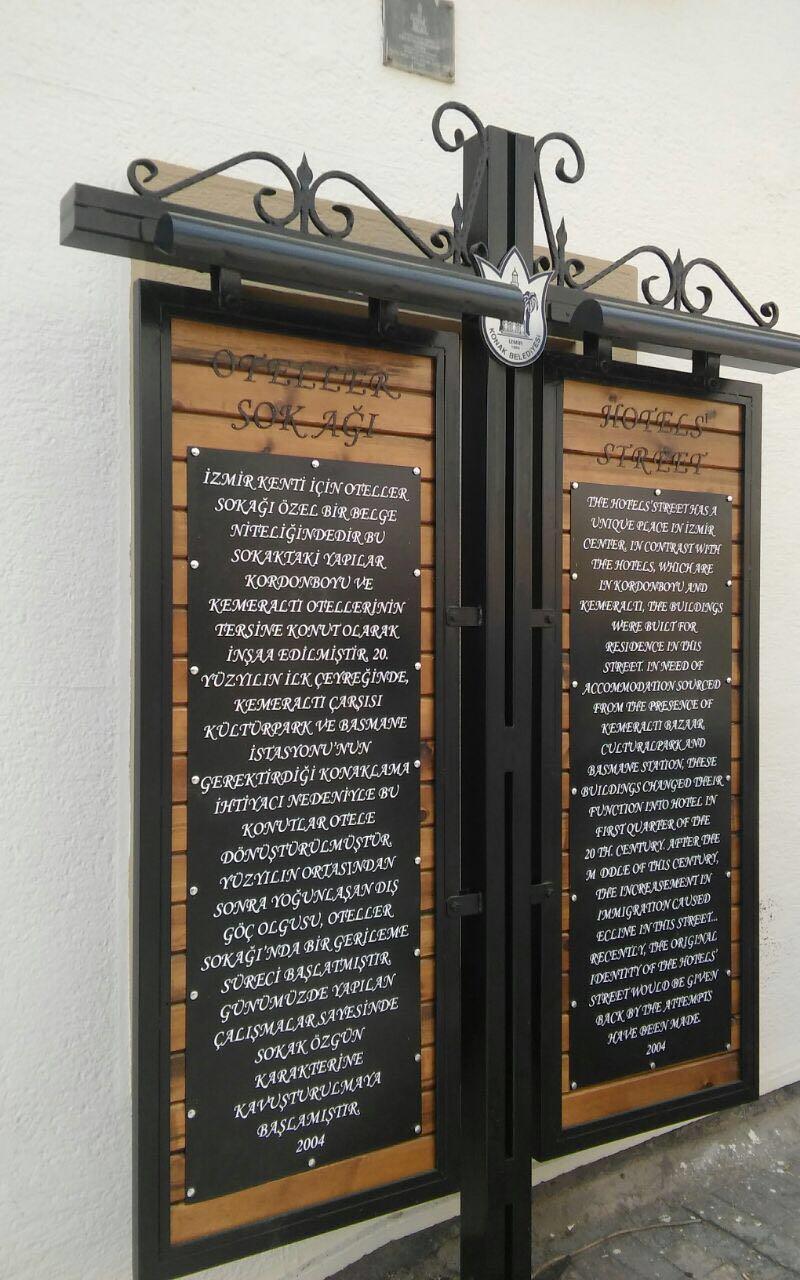 OTELLER
SOKAĞI
İZMİR KENTİ İÇİN OTELLER
SOKAĞI ÖZEL BİR BELGE
NİTELİĞİNDEDİR BU
SOKAKTAKİ YAPILAR
KORDONBOYU VE
KEMERALTI OTELLERİNİN
TERSİNE KONUT OLARAK
İNŞAA EDİLMİŞTİR. 20.
YÜZYILIN İLK ÇEYREĞİNDE,
KEMERALTI ÇARŞISI
KÜLTÜRPARK VE BASMANE
İSTASYONU'NUN
GEREKTİRDİĞİ KONAKLAMA
İHTİYACI NEDENİYLE BU
KONUTLAR OTELE
DÖNÜŞTÜRÜLMÜŞTÜR.
YÜZYILIN ORTASINDAN
SONRA YOĞUNLAŞAN DIŞ
GÖÇ OLGUSU, OTELLER
SOKAĞI'NDA BİR GERİLEME
SÜRECİ BAŞLATMIŞTIR.
GÜNÜMÜZDE YAPILAN
ÇALIŞMALAR SAYESİNDE
SOKAK ÖZGÜN
KARAKTERİNE
KAVUŞTURULMAYA
BAŞLAMIŞTIR.
2004
İZMİR
KONAK BELEDİYESİ
HOTELS'
STREET
THE HOTELS'STREET HAS A
UNIQUE PLACE IN İZMİR
CENTER. IN CONTRAST WITH
THE HOTELS, WHICH ARE
IN KORDONBOYU AND
KEMERALTI, THE BUILDINGS
WERE BUILT FOR
RESIDENCE IN THIS
STREET. IN NEED OF
ACCOMMODATION SOURCED
FROM THE PRESENCE OF
KEMERALTI BAZAAR
CULTURALPARK AND
BASMANE STATION, THESE
BUILDINGS CHANGED THEIR
FUNCTION INTO HOTEL IN
FIRST QUARTER OF THE
20 TH. CENTURY. AFTER THE
M DDLE OF THIS CENTURY,
THE INCREASEMENT IN
IMMIGRATION CAUSED
ECLINE IN THIS STREET...
RECENTLY, THE ORIGINAL
IDENTITY OF THE HOTELS'
STREET WOULD BE GIVEN
BACK BY THE ATTEMPTS
HAVE BEEN MADE.
2004